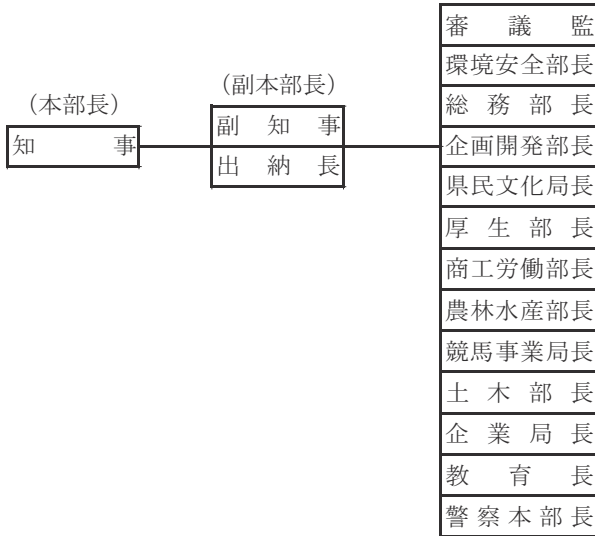 (本部長)
知事
(副本部長)
副知事
出納長
審議監
環境安全部長
総務部長
企画開発部長
県民文化局長
厚生部長
商工労働部長
農林水産部長
競馬事業局長
土木部長
企業局長
教育長
警察本部長